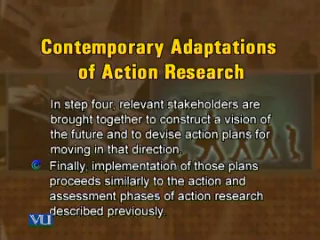 Contemporary Adaptations
of Action Research
In step four, relevant stakeholders are
brought together to construct a vision of
the future and to devise action plans for
moving in that direction.
Finally, implementation of those plans
proceeds similarly to the action and
assessment phases of action research
described previously.
VU